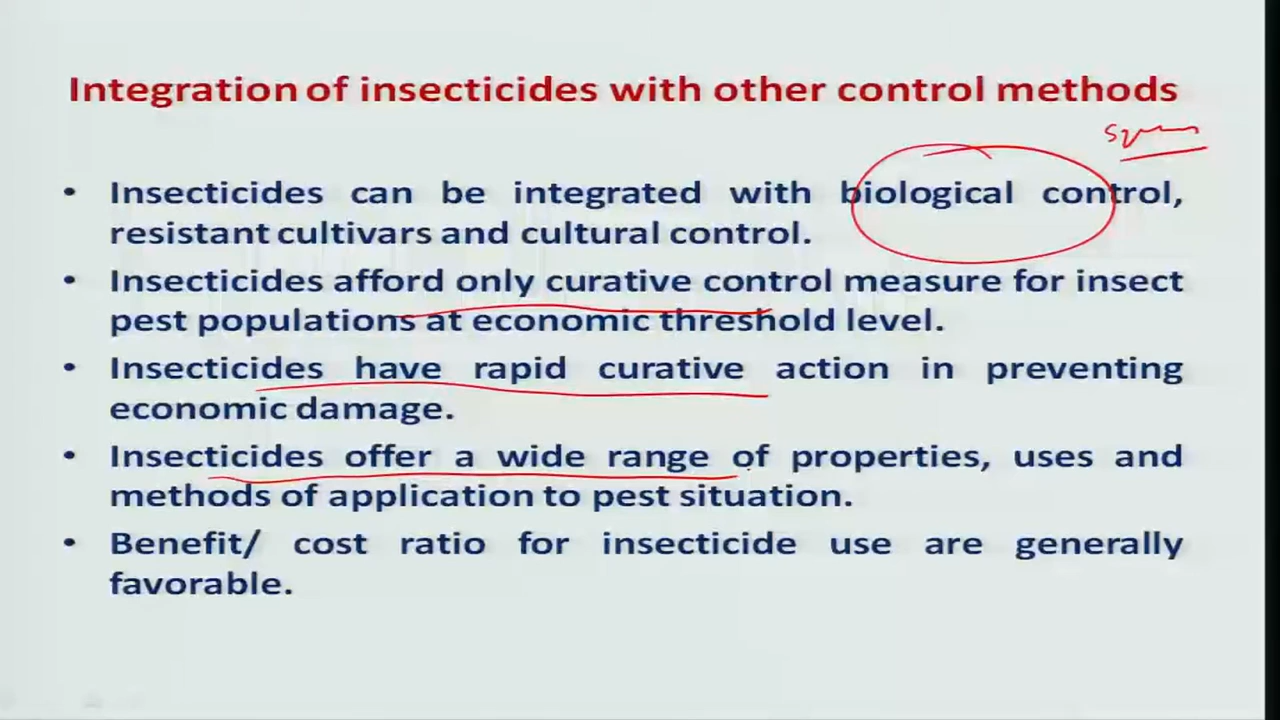 Integration of insecticides with other control methods
• Insecticides can be integrated with biological control,
resistant cultivars and cultural control.
• Insecticides afford only curative control measure for insect
pest populations at economic threshold level.
• Insecticides have rapid curative action in preventing
economic damage.
• Insecticides offer a wide range of properties, uses and
methods of application to pest situation.
• Benefit/ cost ratio for insecticide use are generally
favorable.